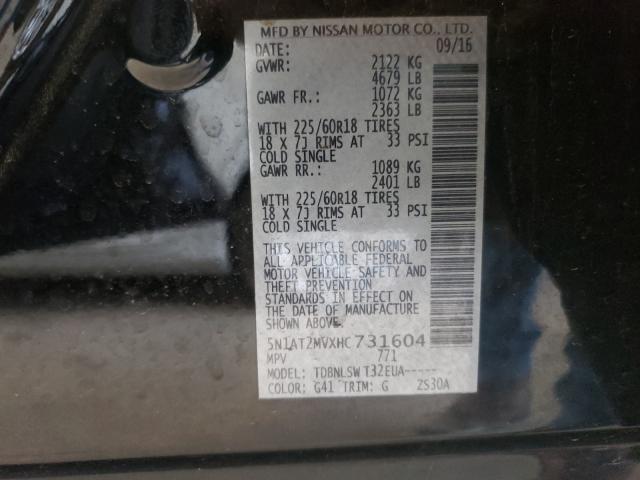 MFD BY NISSAN MOTOR CO., LTD.
DATE: 09/16
GVWR: 2122 KG
4679 LB
GAWR FR.: 1072 KG
2363 LB
WITH 225/60R18 TIRES
18 X 7J RIMS AT 33 PSI
COLD SINGLE
GAWR RR.: 1089 KG
2401 LB
WITH 225/60R18 TIRES
18 X 7J RIMS AT 33 PSI
COLD SINGLE
THIS VEHICLE CONFORMS TO
ALL APPLICABLE FEDERAL
MOTOR VEHICLE SAFETY AND
THEFT PREVENTION
STANDARDS IN EFFECT ON
THE DATE OF MANUFACTURE
SHOWN ABOVE.
5N1AT2MVXHC731604
MPV 771
MODEL: TDBNLSW T32EUA-----
COLOR: G41 TRIM: G ZS30A